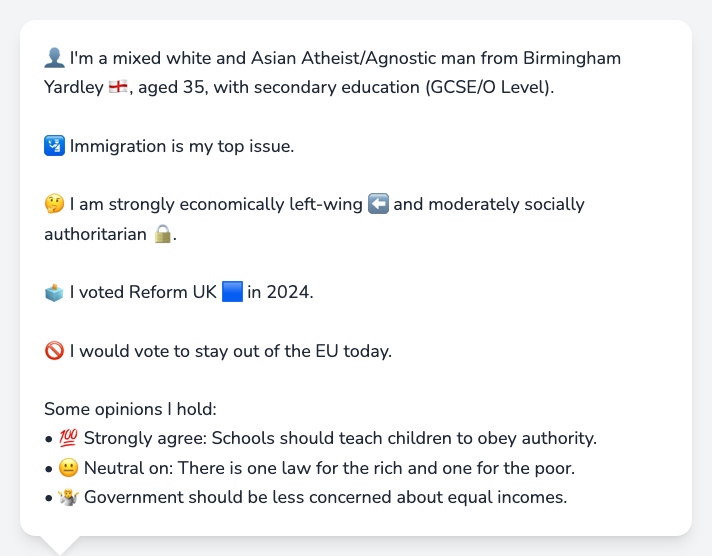 👤 I'm a mixed white and Asian Atheist/Agnostic man from Birmingham
Yardley 🏴󠁧󠁢󠁥󠁮󠁧󠁿, aged 35, with secondary education (GCSE/O Level).
🛂 Immigration is my top issue.
🤔 I am strongly economically left-wing ⬅️ and moderately socially
authoritarian 🔒.
🗳️ I voted Reform UK 🟦 in 2024.
🚫 I would vote to stay out of the EU today.
Some opinions I hold:
• 💯 Strongly agree: Schools should teach children to obey authority.
• 😐 Neutral on: There is one law for the rich and one for the poor.
• 🤷 Government should be less concerned about equal incomes.